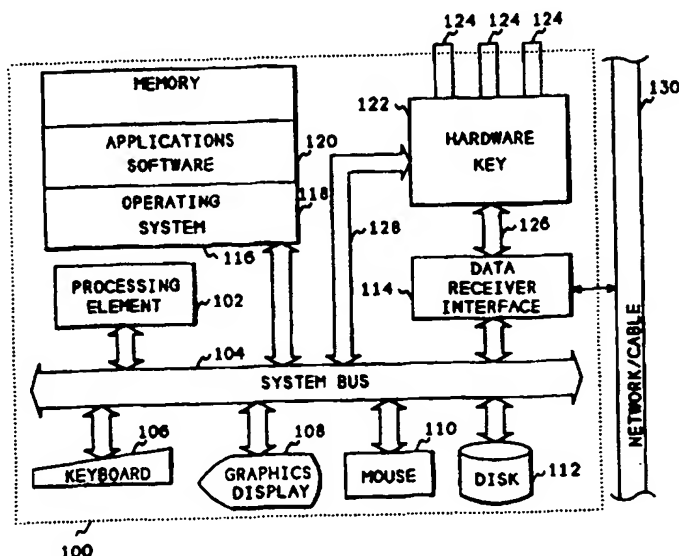 124 124 124
MEMORY
122
130
APPLICATIONS
SOFTWARE
120
HARDWARE
KEY
OPERATING
SYSTEM
118
116
128
126
PROCESSING
ELEMENT
102
114
DATA
RECEIVER
INTERFACE
104
SYSTEM BUS
NETWORK/CABLE
106
KEYBOARD
108
GRAPHICS
DISPLAY
110
MOUSE
DISK
112
100